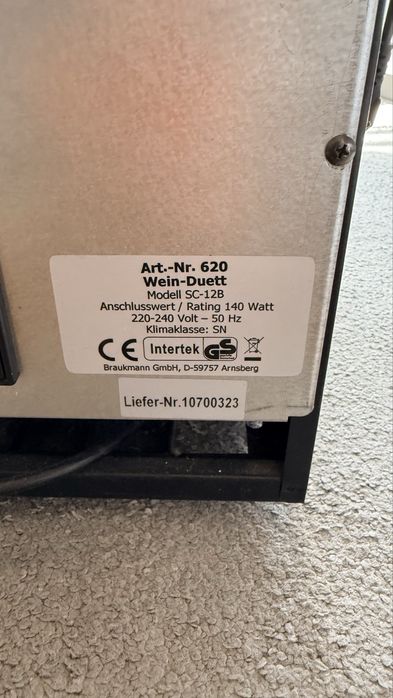 Art.-Nr. 620
Wein-Duett
Modell SC-12B
Anschlusswert / Rating 140 Watt
220-240 Volt – 50 Hz
Klimaklasse: SN
CE Intertek GS
Braukmann GmbH, D-59757 Arnsberg
Liefer-Nr.10700323